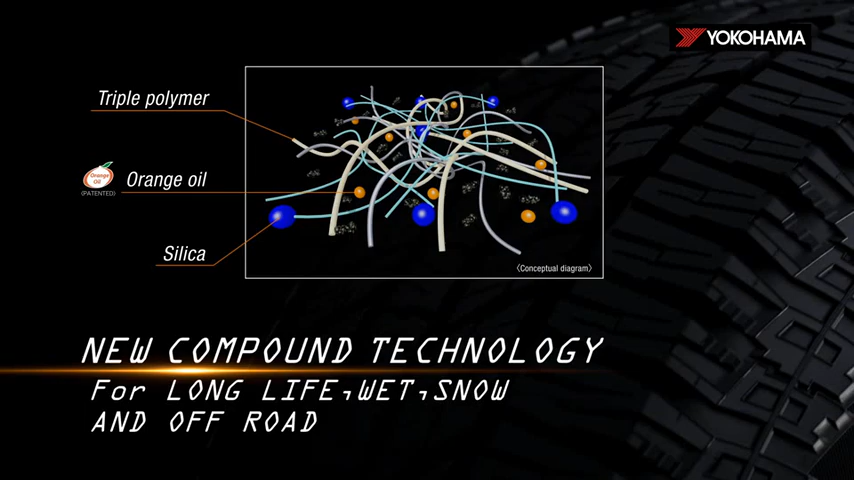 YOKOHAMA
Triple polymer
Orange Oil
(PATENTED)
Orange oil
Silica
〈Conceptual diagram〉
NEW COMPOUND TECHNOLOGY
For LONG LIFE,WET,SNOW
AND OFF ROAD